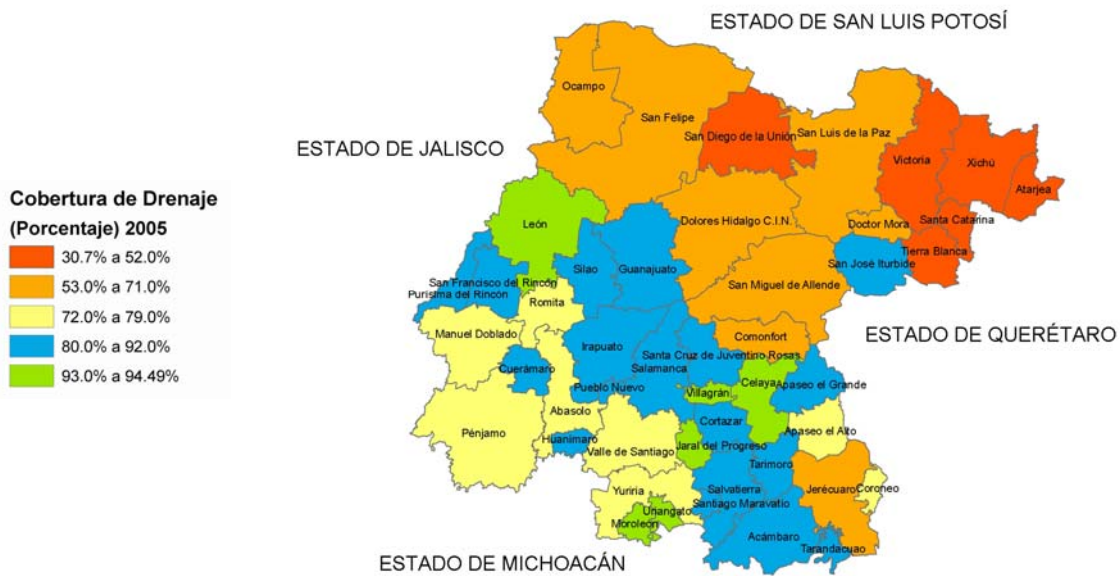 ESTADO DE SAN LUIS POTOSÍ
Ocampo
San Felipe
San Diego de la Unión
San Luis de la Paz
ESTADO DE JALISCO
Victoria
Xichú
Atarjea
Cobertura de Drenaje
(Porcentaje) 2005
30.7% a 52.0%
53.0% a 71.0%
72.0% a 79.0%
80.0% a 92.0%
93.0% a 94.49%
León
Dolores Hidalgo C.I.N.
Doctor Mora
Santa Catarina
Tierra Blanca
San José Iturbide
Silao
Guanajuato
San Francisco del Rincón
Purisma del Rincón
San Miguel de Allende
Romita
Manuel Doblado
Comonfort
ESTADO DE QUERÉTARO
Irapuato
Santa Cruz de Juventino Rosas
Cuerámaro
Salamanca
Pueblo Nuevo
Villagrán
Celaya
Apaseo el Grande
Abasolo
Cortazar
Apaseo el Alto
Pénjamo
Huanímaro
Valle de Santiago
Jaral del Progreso
Tarimoro
Yuriria
Salvatierra
Jerécuaro
Coroneo
Santiago Maravatío
Uriangato
Moroleón
Acámbaro
Tarandacuao
ESTADO DE MICHOACÁN